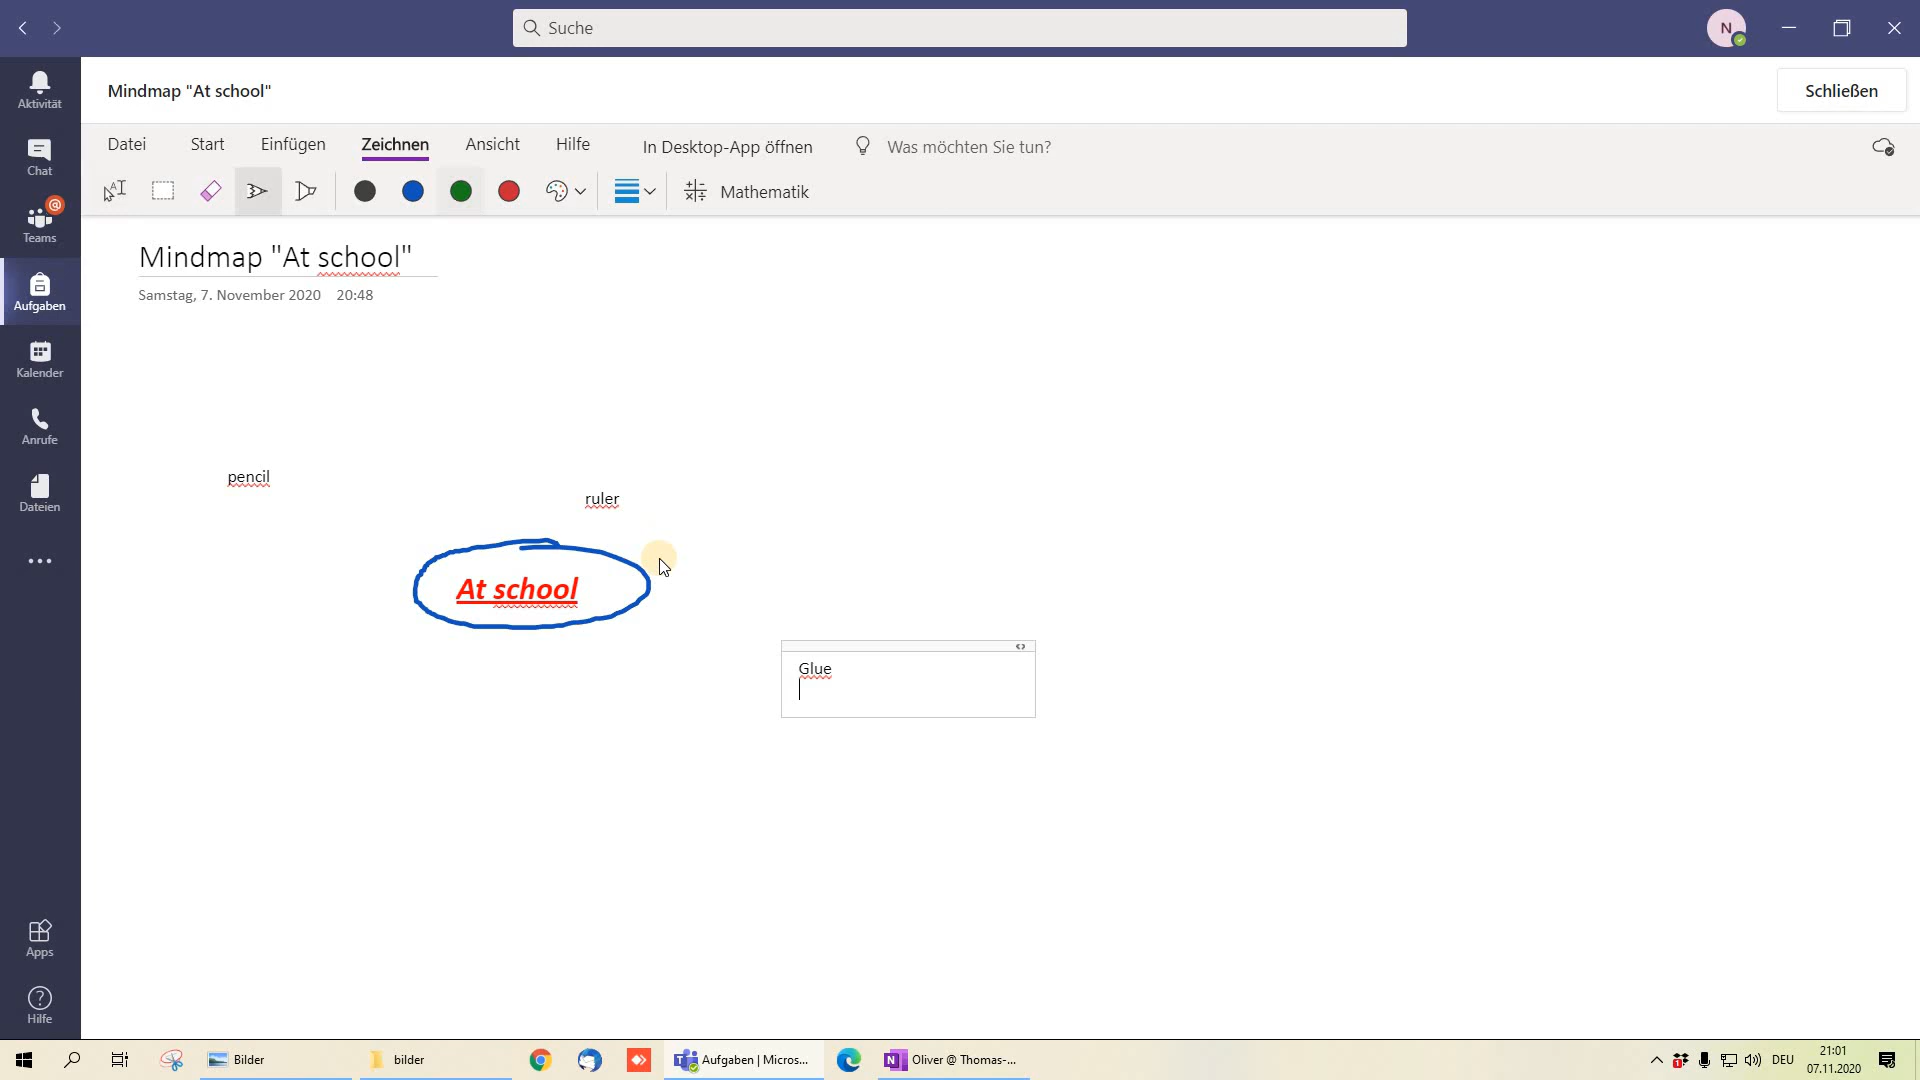 Suche
N
Mindmap "At school"
Schließen
Datei Start Einfügen Zeichnen Ansicht Hilfe In Desktop-App öffnen Was möchten Sie tun?
Mathematik
Aktivität
Chat
@
Teams
Aufgaben
Kalender
Anrufe
Dateien
Apps
Hilfe
Mindmap "At school"
Samstag, 7. November 2020 20:48
pencil
ruler
At school
Glue
Bilder
bilder
Aufgaben | Micros...
Oliver @ Thomas-...
DEU
21:01
07.11.2020